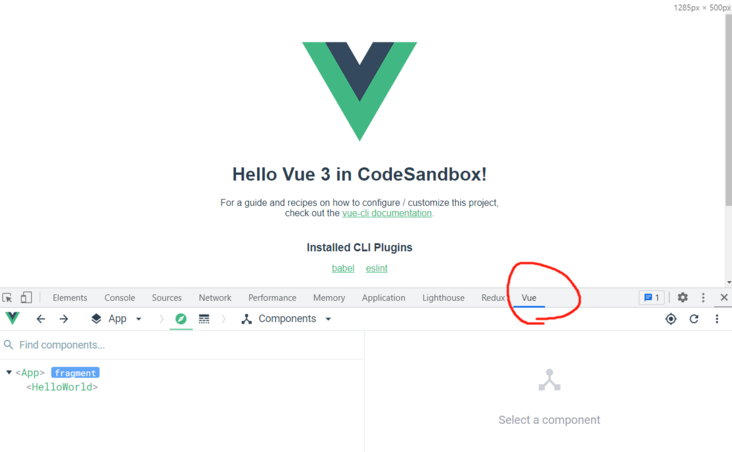 1285px × 500px
Hello Vue 3 in CodeSandbox!
For a guide and recipes on how to configure / customize this project,
check out the vue-cli documentation.
Installed CLI Plugins
babel eslint
Elements Console Sources Network Performance Memory Application Lighthouse Redux Vue 1
App Components
Find components...
<App> fragment
<HelloWorld>
Select a component